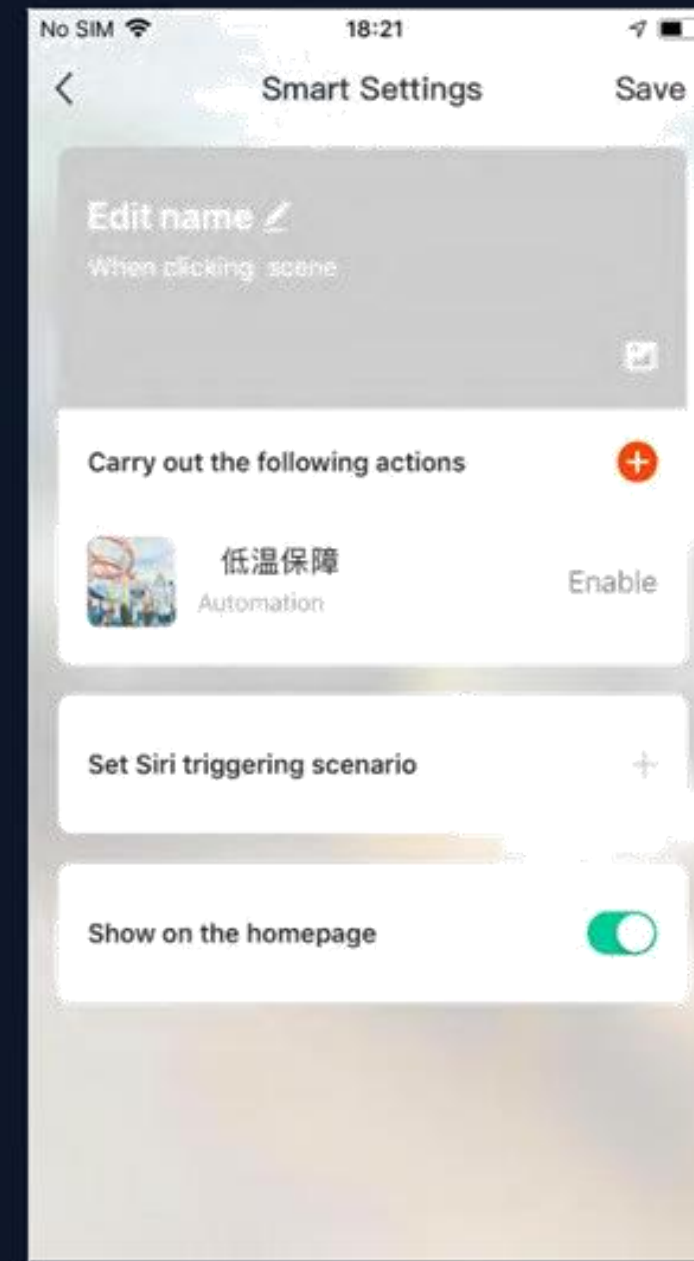 No SIM 18:21
Smart Settings Save
Edit name
When clicking scene
Carry out the following actions
低温保障
Automation
Enable
Set Siri triggering scenario
Show on the homepage